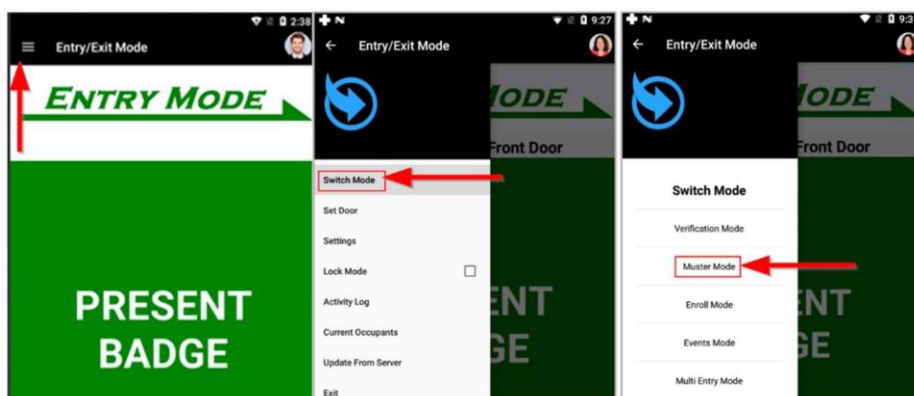 2:38
Entry/Exit Mode
ENTRY MODE
PRESENT
BADGE
9:27
Entry/Exit Mode
ODE
Front Door
Switch Mode
Set Door
Settings
Lock Mode
Activity Log
Current Occupants
Update From Server
Exit
ENT
GE
9:3
Entry/Exit Mode
ODE
Front Door
Switch Mode
Verification Mode
Muster Mode
Enroll Mode
Events Mode
Multi Entry Mode
ENT
GE